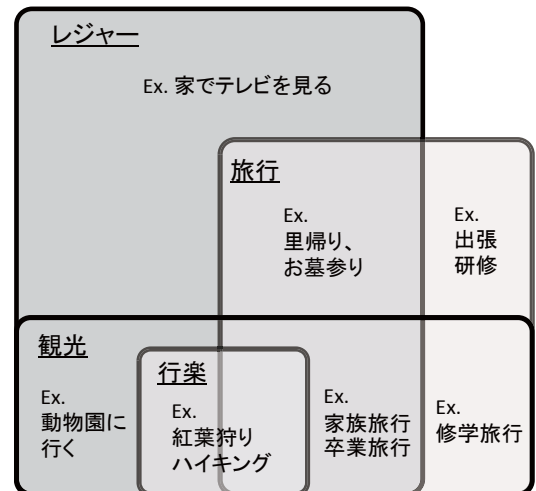 レジャー
Ex. 家でテレビを見る
旅行
Ex.
里帰り、
お墓参り
Ex.
出張
研修
観光
Ex.
動物園に
行く
行楽
Ex.
紅葉狩り
ハイキング
Ex.
家族旅行
卒業旅行
Ex.
修学旅行